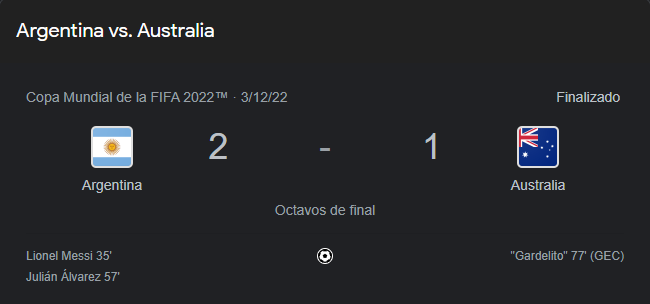 Argentina vs. Australia
Copa Mundial de la FIFA 2022™ · 3/12/22
Finalizado
2 - 1
Argentina
Australia
Octavos de final
Lionel Messi 35'
Julián Álvarez 57'
"Gardelito" 77' (GEC)